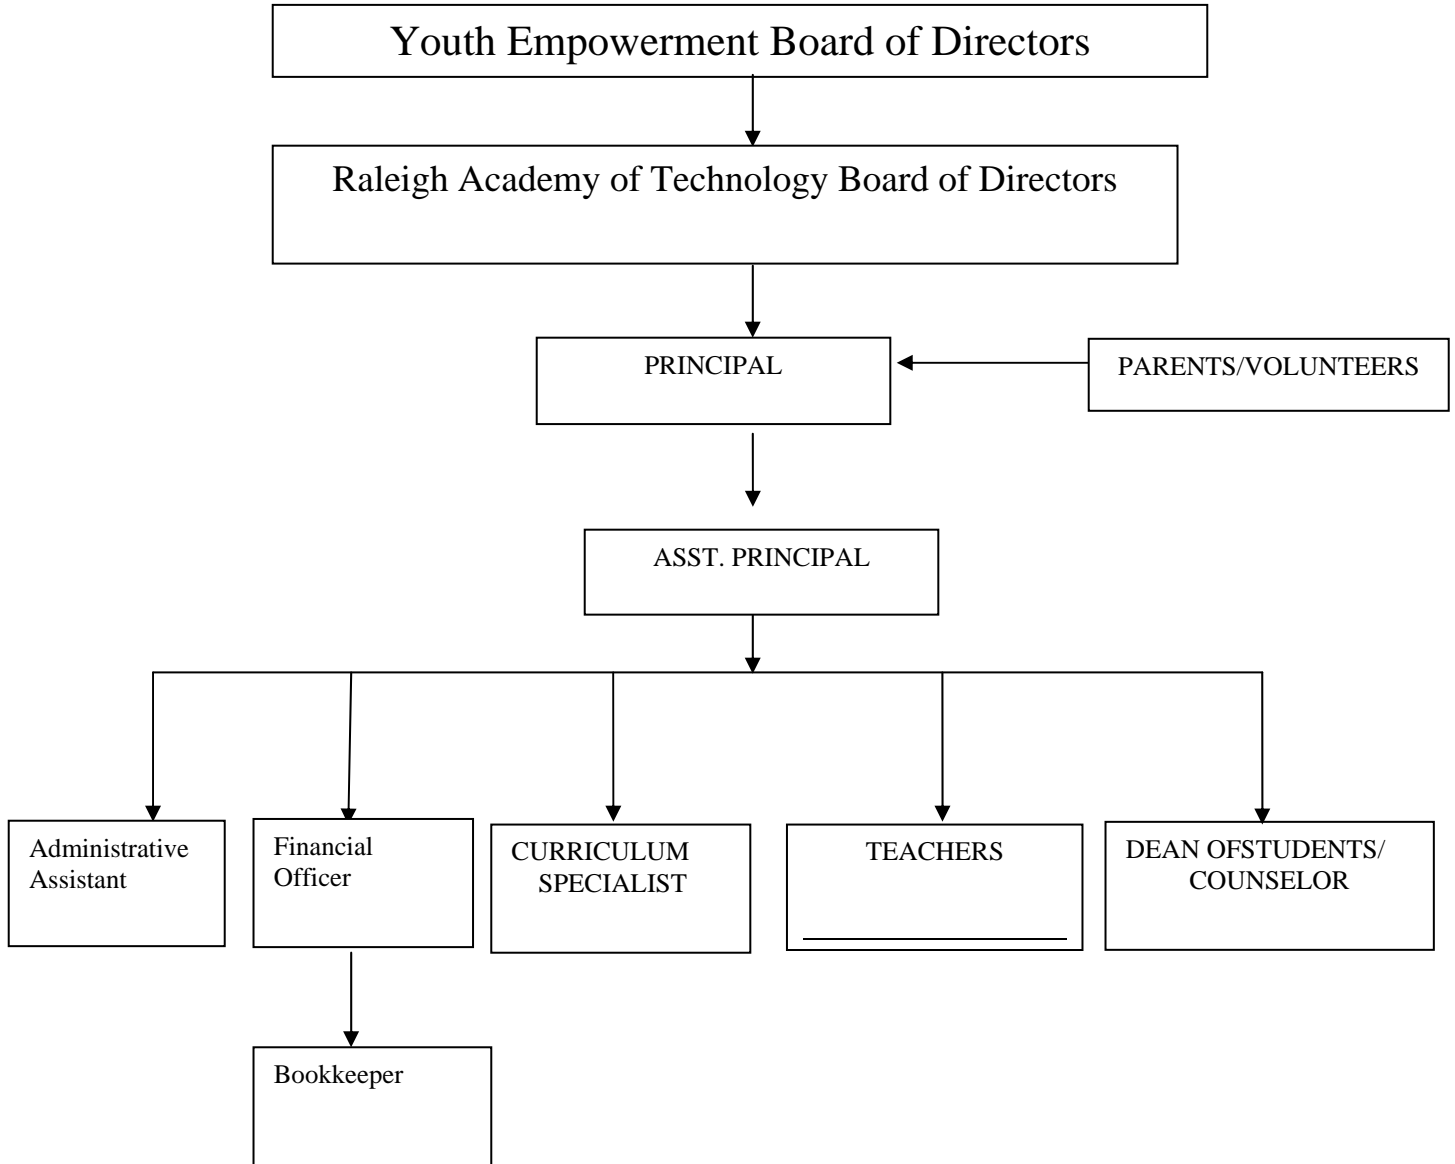 Youth Empowerment Board of Directors
Raleigh Academy of Technology Board of Directors
PRINCIPAL
PARENTS/VOLUNTEERS
ASST. PRINCIPAL
Administrative
Assistant
Financial
Officer
CURRICULUM
SPECIALIST
TEACHERS
DEAN OFSTUDENTS/
COUNSELOR
Bookkeeper